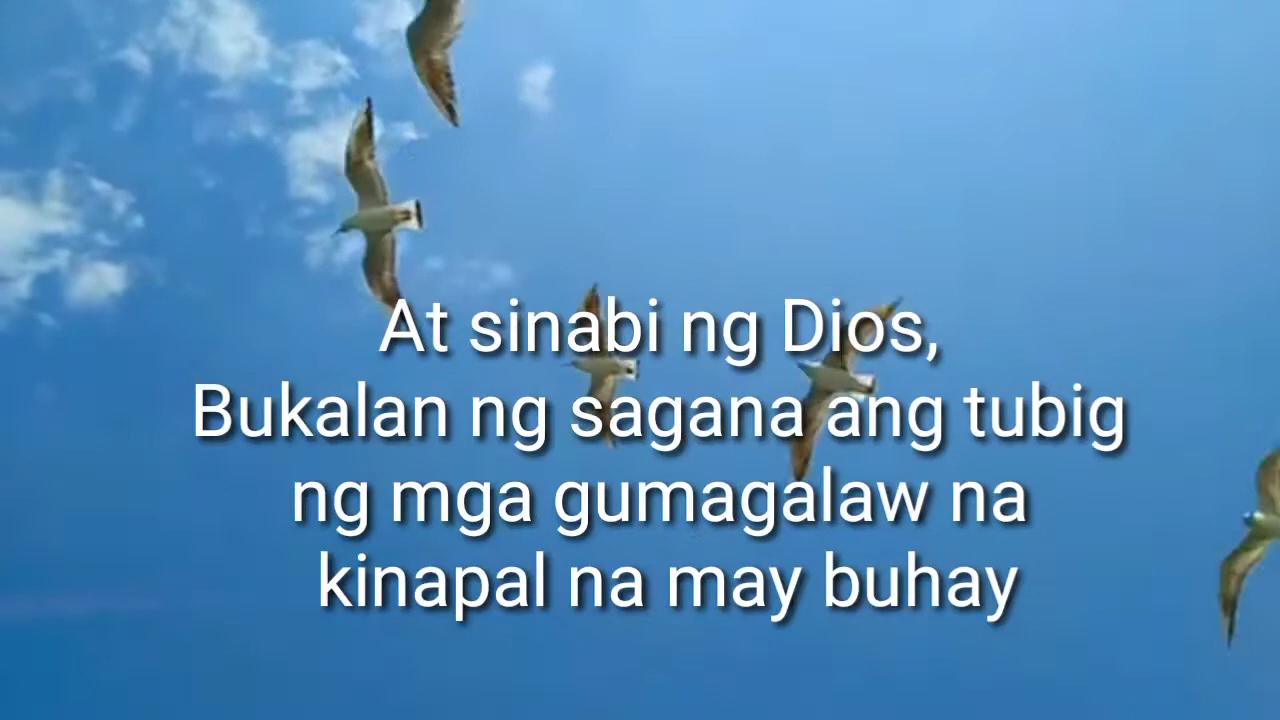 At sinabi ng Dios,
Bukalan ng sagana ang tubig
ng mga gumagalaw na
kinapal na may buhay